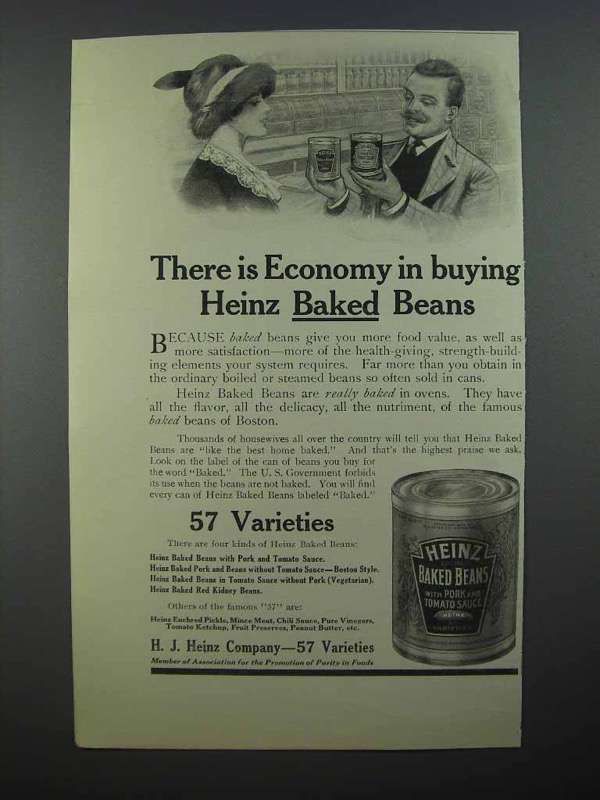 There is Economy in buying
Heinz Baked Beans
BECAUSE baked beans give you more food value, as well as
more satisfaction—more of the health-giving, strength-build-
ing elements your system requires. Far more than you obtain in
the ordinary boiled or steamed beans so often sold in cans.
Heinz Baked Beans are really baked in ovens. They have
all the flavor, all the delicacy, all the nutriment, of the famous
baked beans of Boston.
Thousands of housewives all over the country will tell you that Heinz Baked
Beans are "like the best home baked." And that's the highest praise we ask.
Look on the label of the can of beans you buy for
the word "Baked." The U. S. Government forbids
its use when the beans are not baked. You will find
every can of Heinz Baked Beans labeled "Baked."
57 Varieties
There are four kinds of Heinz Baked Beans:
Heinz Baked Beans with Pork and Tomato Sauce.
Heinz Baked Pork and Beans without Tomato Sauce—Boston Style.
Heinz Baked Beans in Tomato Sauce without Pork (Vegetarian).
Heinz Baked Red Kidney Beans.
Others of the famous "57" are:
Heinz Euchred Pickle, Mince Meat, Chili Sauce, Pure Vinegars,
Tomato Ketchup, Fruit Preserves, Peanut Butter, etc.
H. J. Heinz Company—57 Varieties
Member of Association for the Promotion of Purity in Foods
HEINZ
BAKED BEANS
WITH PORK AND
TOMATO SAUCE
HEINZ
VARIETIES